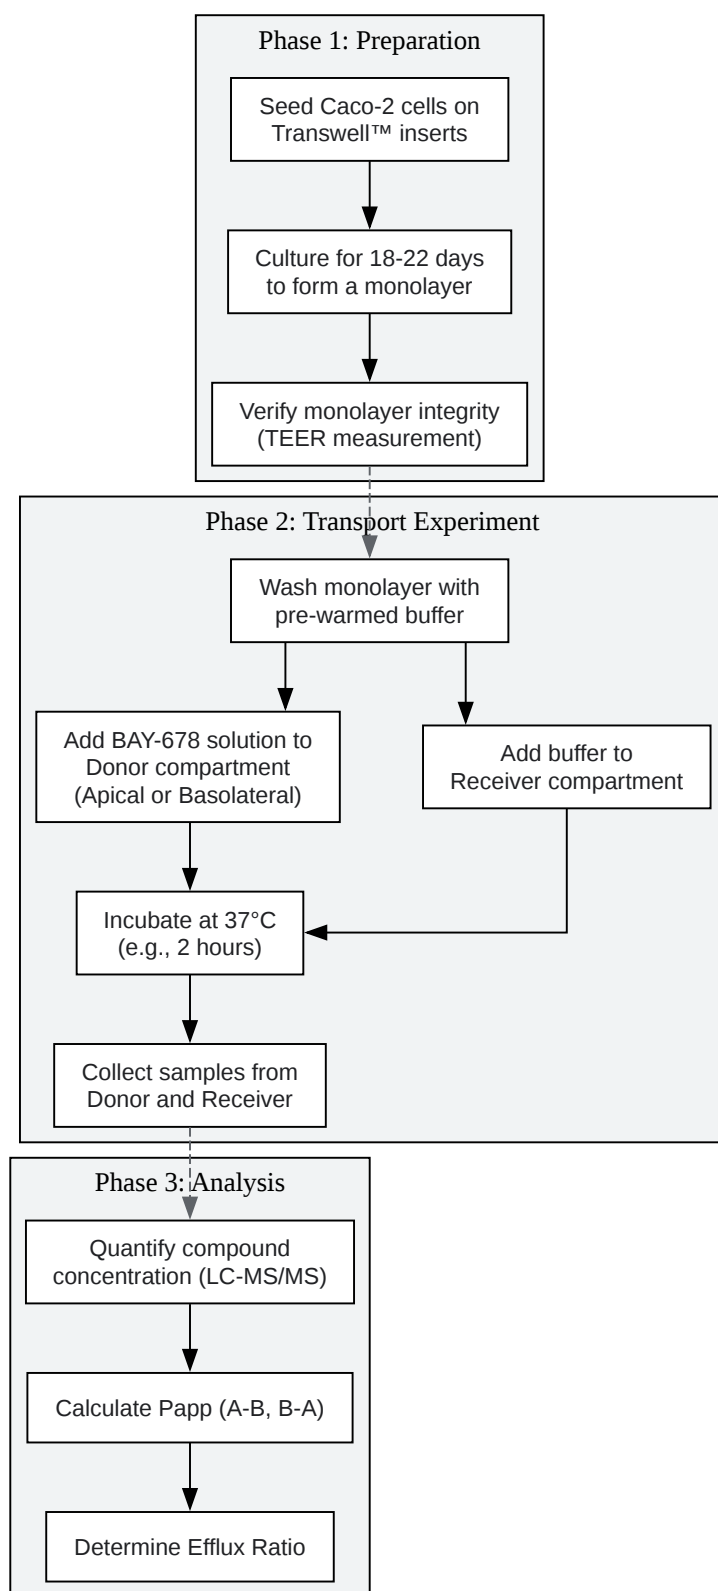 Phase 1: Preparation
Seed Caco-2 cells on
Transwell™ inserts
Culture for 18-22 days
to form a monolayer
Verify monolayer integrity
(TEER measurement)
Phase 2: Transport Experiment
Wash monolayer with
pre-warmed buffer
Add BAY-678 solution to
Donor compartment
(Apical or Basolateral)
Add buffer to
Receiver compartment
Incubate at 37°C
(e.g., 2 hours)
Collect samples from
Donor and Receiver
Phase 3: Analysis
Quantify compound
concentration (LC-MS/MS)
Calculate Papp (A-B, B-A)
Determine Efflux Ratio